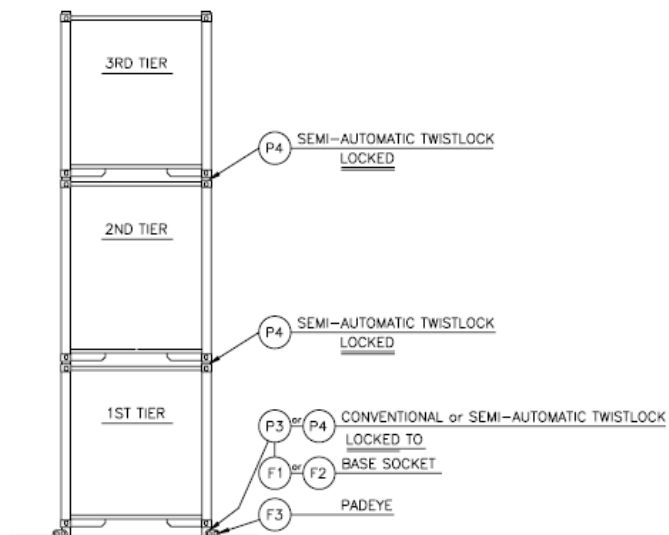 3RD TIER
P4 SEMI-AUTOMATIC TWISTLOCK
LOCKED
2ND TIER
P4 SEMI-AUTOMATIC TWISTLOCK
LOCKED
1ST TIER
P3 or P4 CONVENTIONAL or SEMI-AUTOMATIC TWISTLOCK
LOCKED TO
F1 or F2 BASE SOCKET
F3 PADEYE